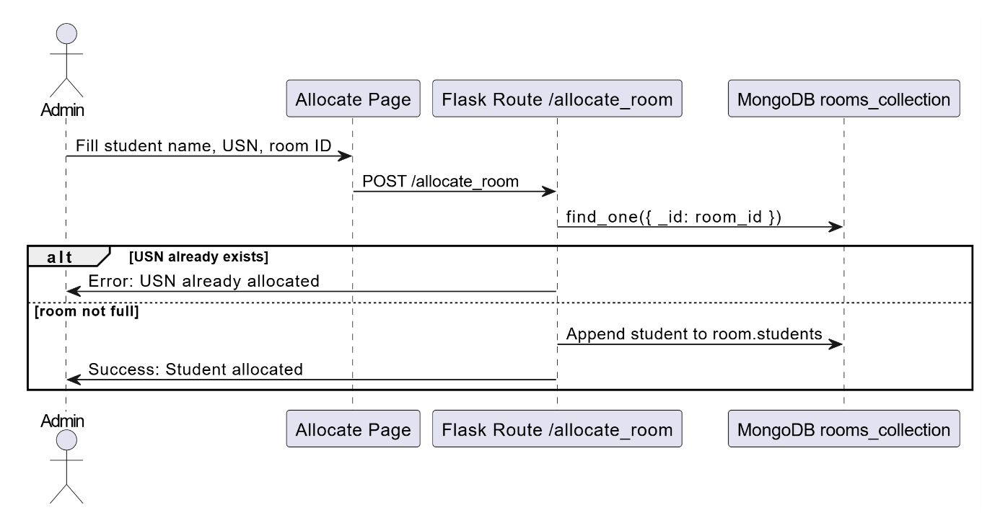 Admin
Allocate Page
Flask Route /allocate_room
MongoDB rooms_collection
Fill student name, USN, room ID
POST /allocate_room
find_one({ _id: room_id })
alt
[USN already exists]
Error: USN already allocated
[room not full]
Append student to room.students
Success: Student allocated
Admin
Allocate Page
Flask Route /allocate_room
MongoDB rooms_collection